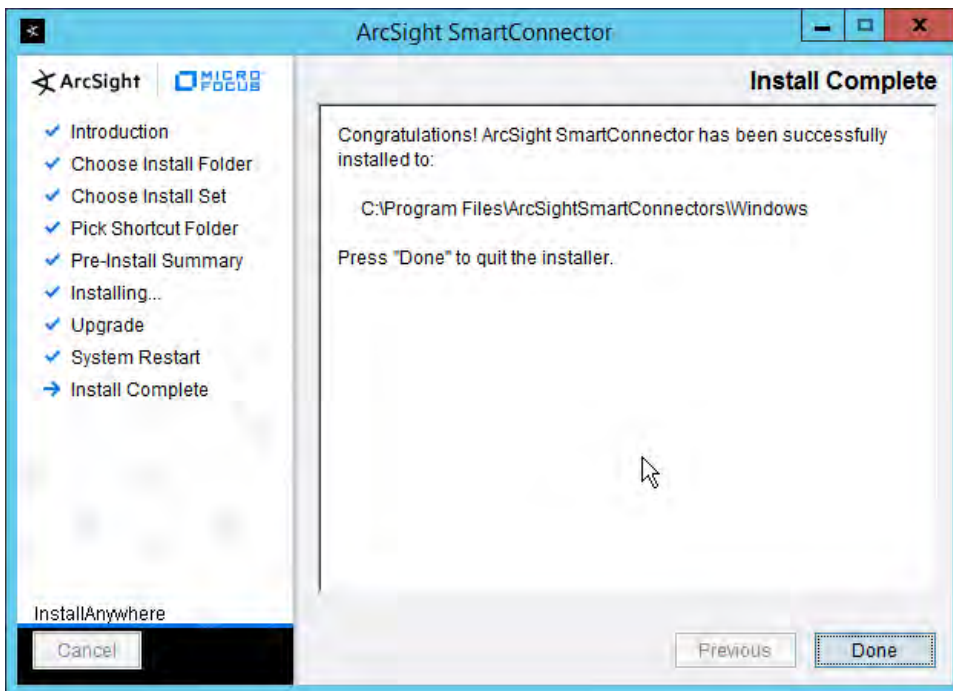 ArcSight SmartConnector
ArcSight
MICRO
FOCUS
Introduction
Choose Install Folder
Choose Install Set
Pick Shortcut Folder
Pre-Install Summary
Installing...
Upgrade
System Restart
Install Complete
Install Complete
Congratulations! ArcSight SmartConnector has been successfully
installed to:
C:\Program Files\ArcSightSmartConnectors\Windows
Press "Done" to quit the installer.
InstallAnywhere
Cancel
Previous
Done